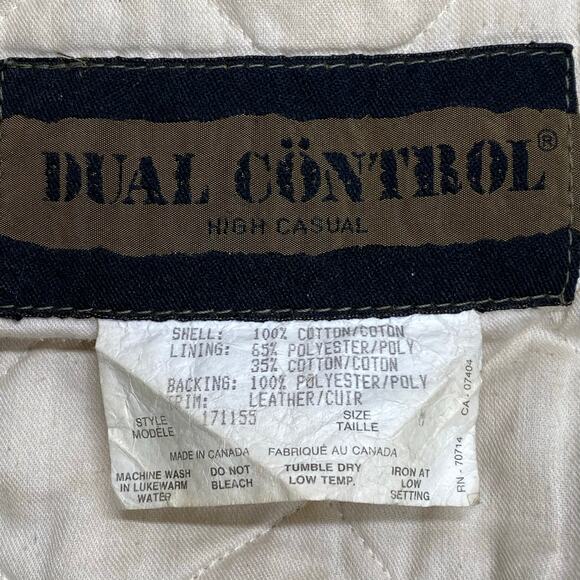 DUAL CÖNTROL®
HIGH CASUAL
SHELL: 100% COTTON/COTON
LINING: 65% POLYESTER/POLY
35% COTTON/COTON
BACKING: 100% POLYESTER/POLY
TRIM: LEATHER/CUIR
STYLE 171155 SIZE
MODÈLE TAILLE
MADE IN CANADA FABRIQUÉ AU CANADA
MACHINE WASH IN LUKEWARM WATER
DO NOT BLEACH
TUMBLE DRY LOW TEMP.
IRON AT LOW SETTING
RN - 70714 CA - 07404